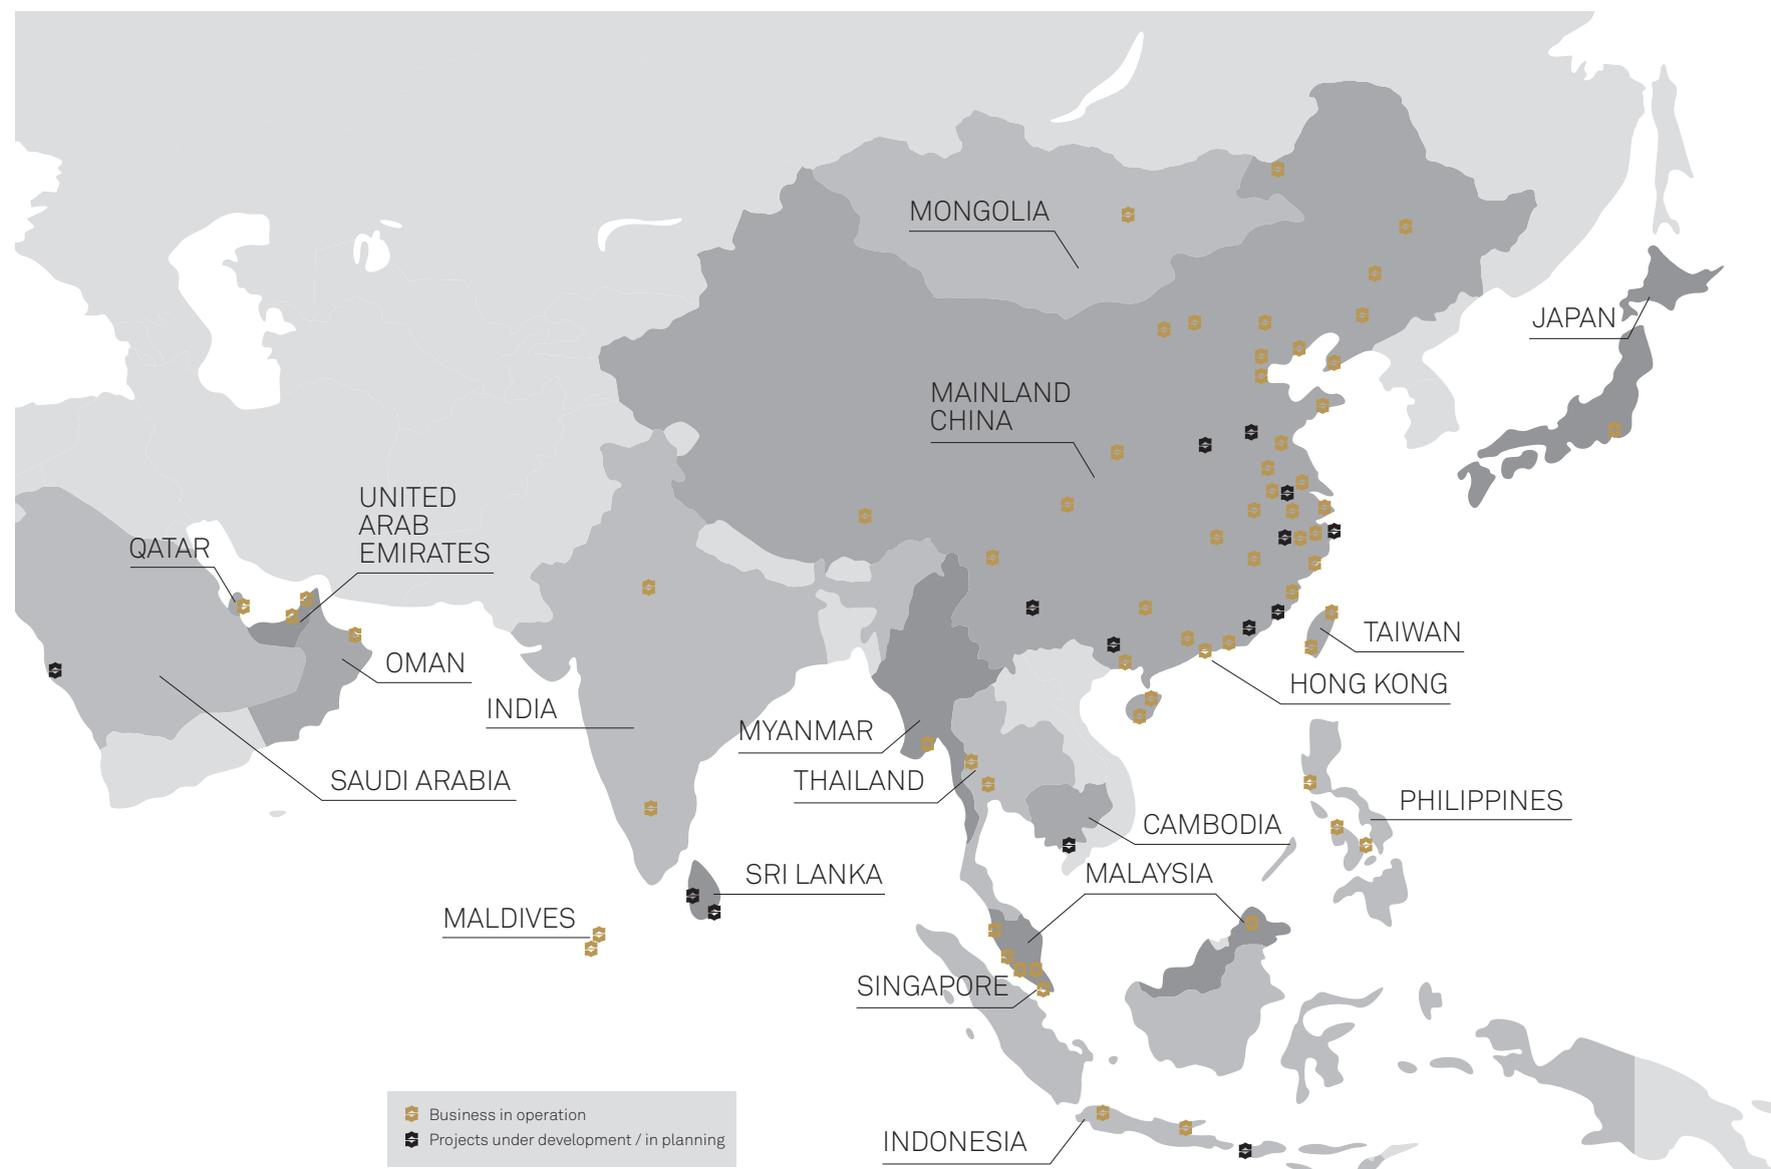 MONGOLIA
JAPAN
MAINLAND
CHINA
UNITED
ARAB
EMIRATES
QATAR
TAIWAN
OMAN
HONG KONG
INDIA
MYANMAR
SAUDI ARABIA
THAILAND
PHILIPPINES
CAMBODIA
SRI LANKA
MALAYSIA
MALDIVES
SINGAPORE
Business in operation
Projects under development / in planning
INDONESIA